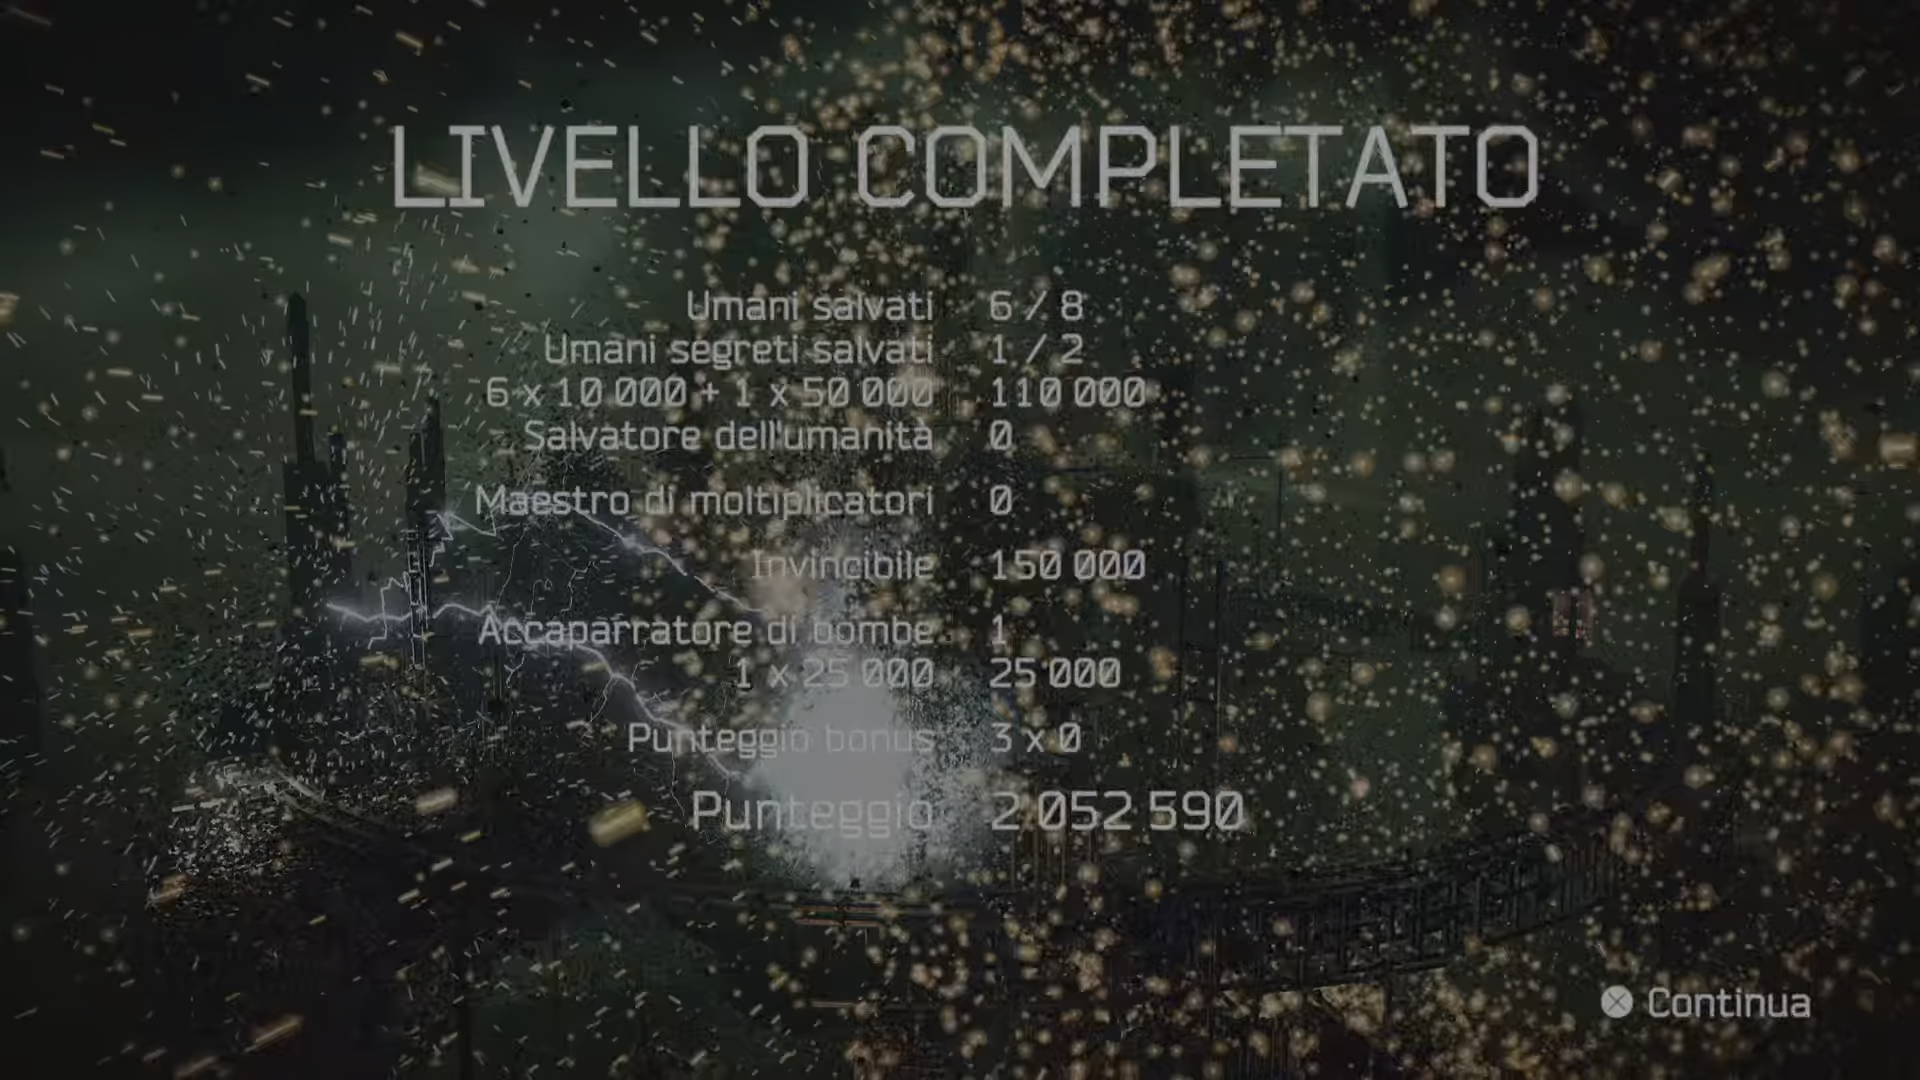 LIVELLO COMPLETATO
Umani salvati 6 / 8
Umani segreti salvati 1 / 2
6 x 10 000 + 1 x 50 000 110 000
Salvatore dell'umanità 0
Maestro di moltiplicatori 0
Invincibile 150 000
Accaparratore di bombe 1
1 x 25 000 25 000
Punteggio bonus 3 x 0
Punteggio 2 052 590
Continua